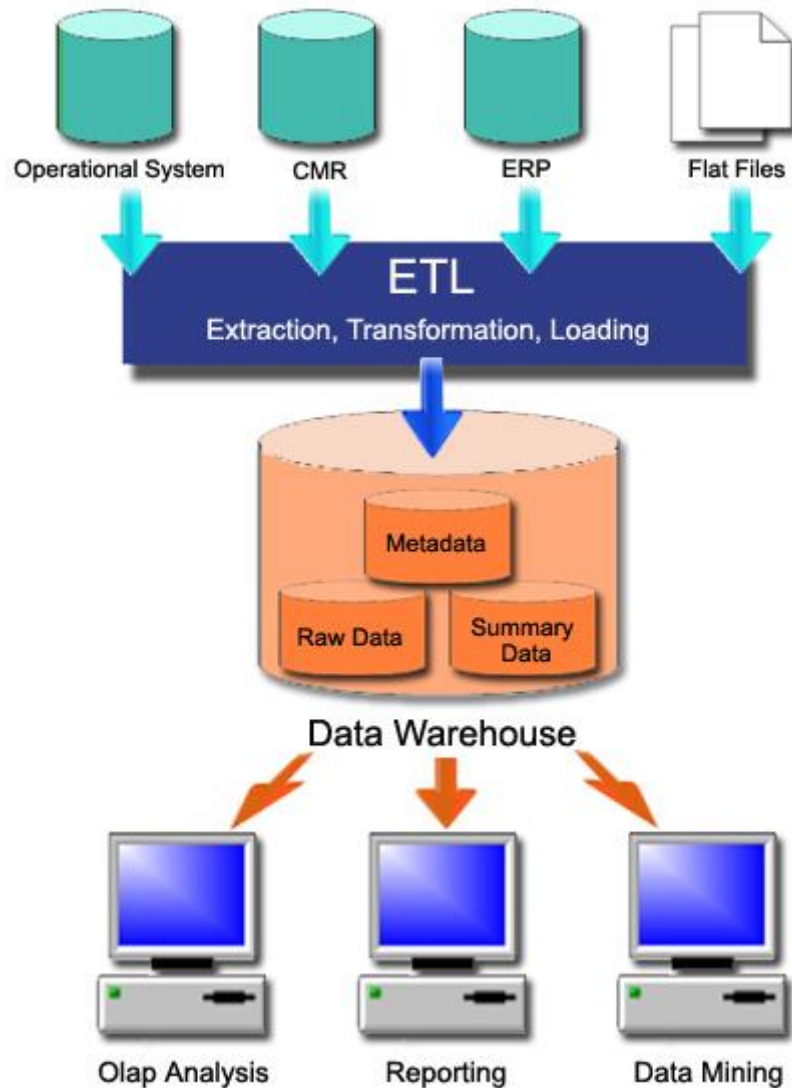 Operational System
CMR
ERP
Flat Files
ETL
Extraction, Transformation, Loading
Metadata
Raw Data
Summary
Data
Data Warehouse
Olap Analysis
Reporting
Data Mining